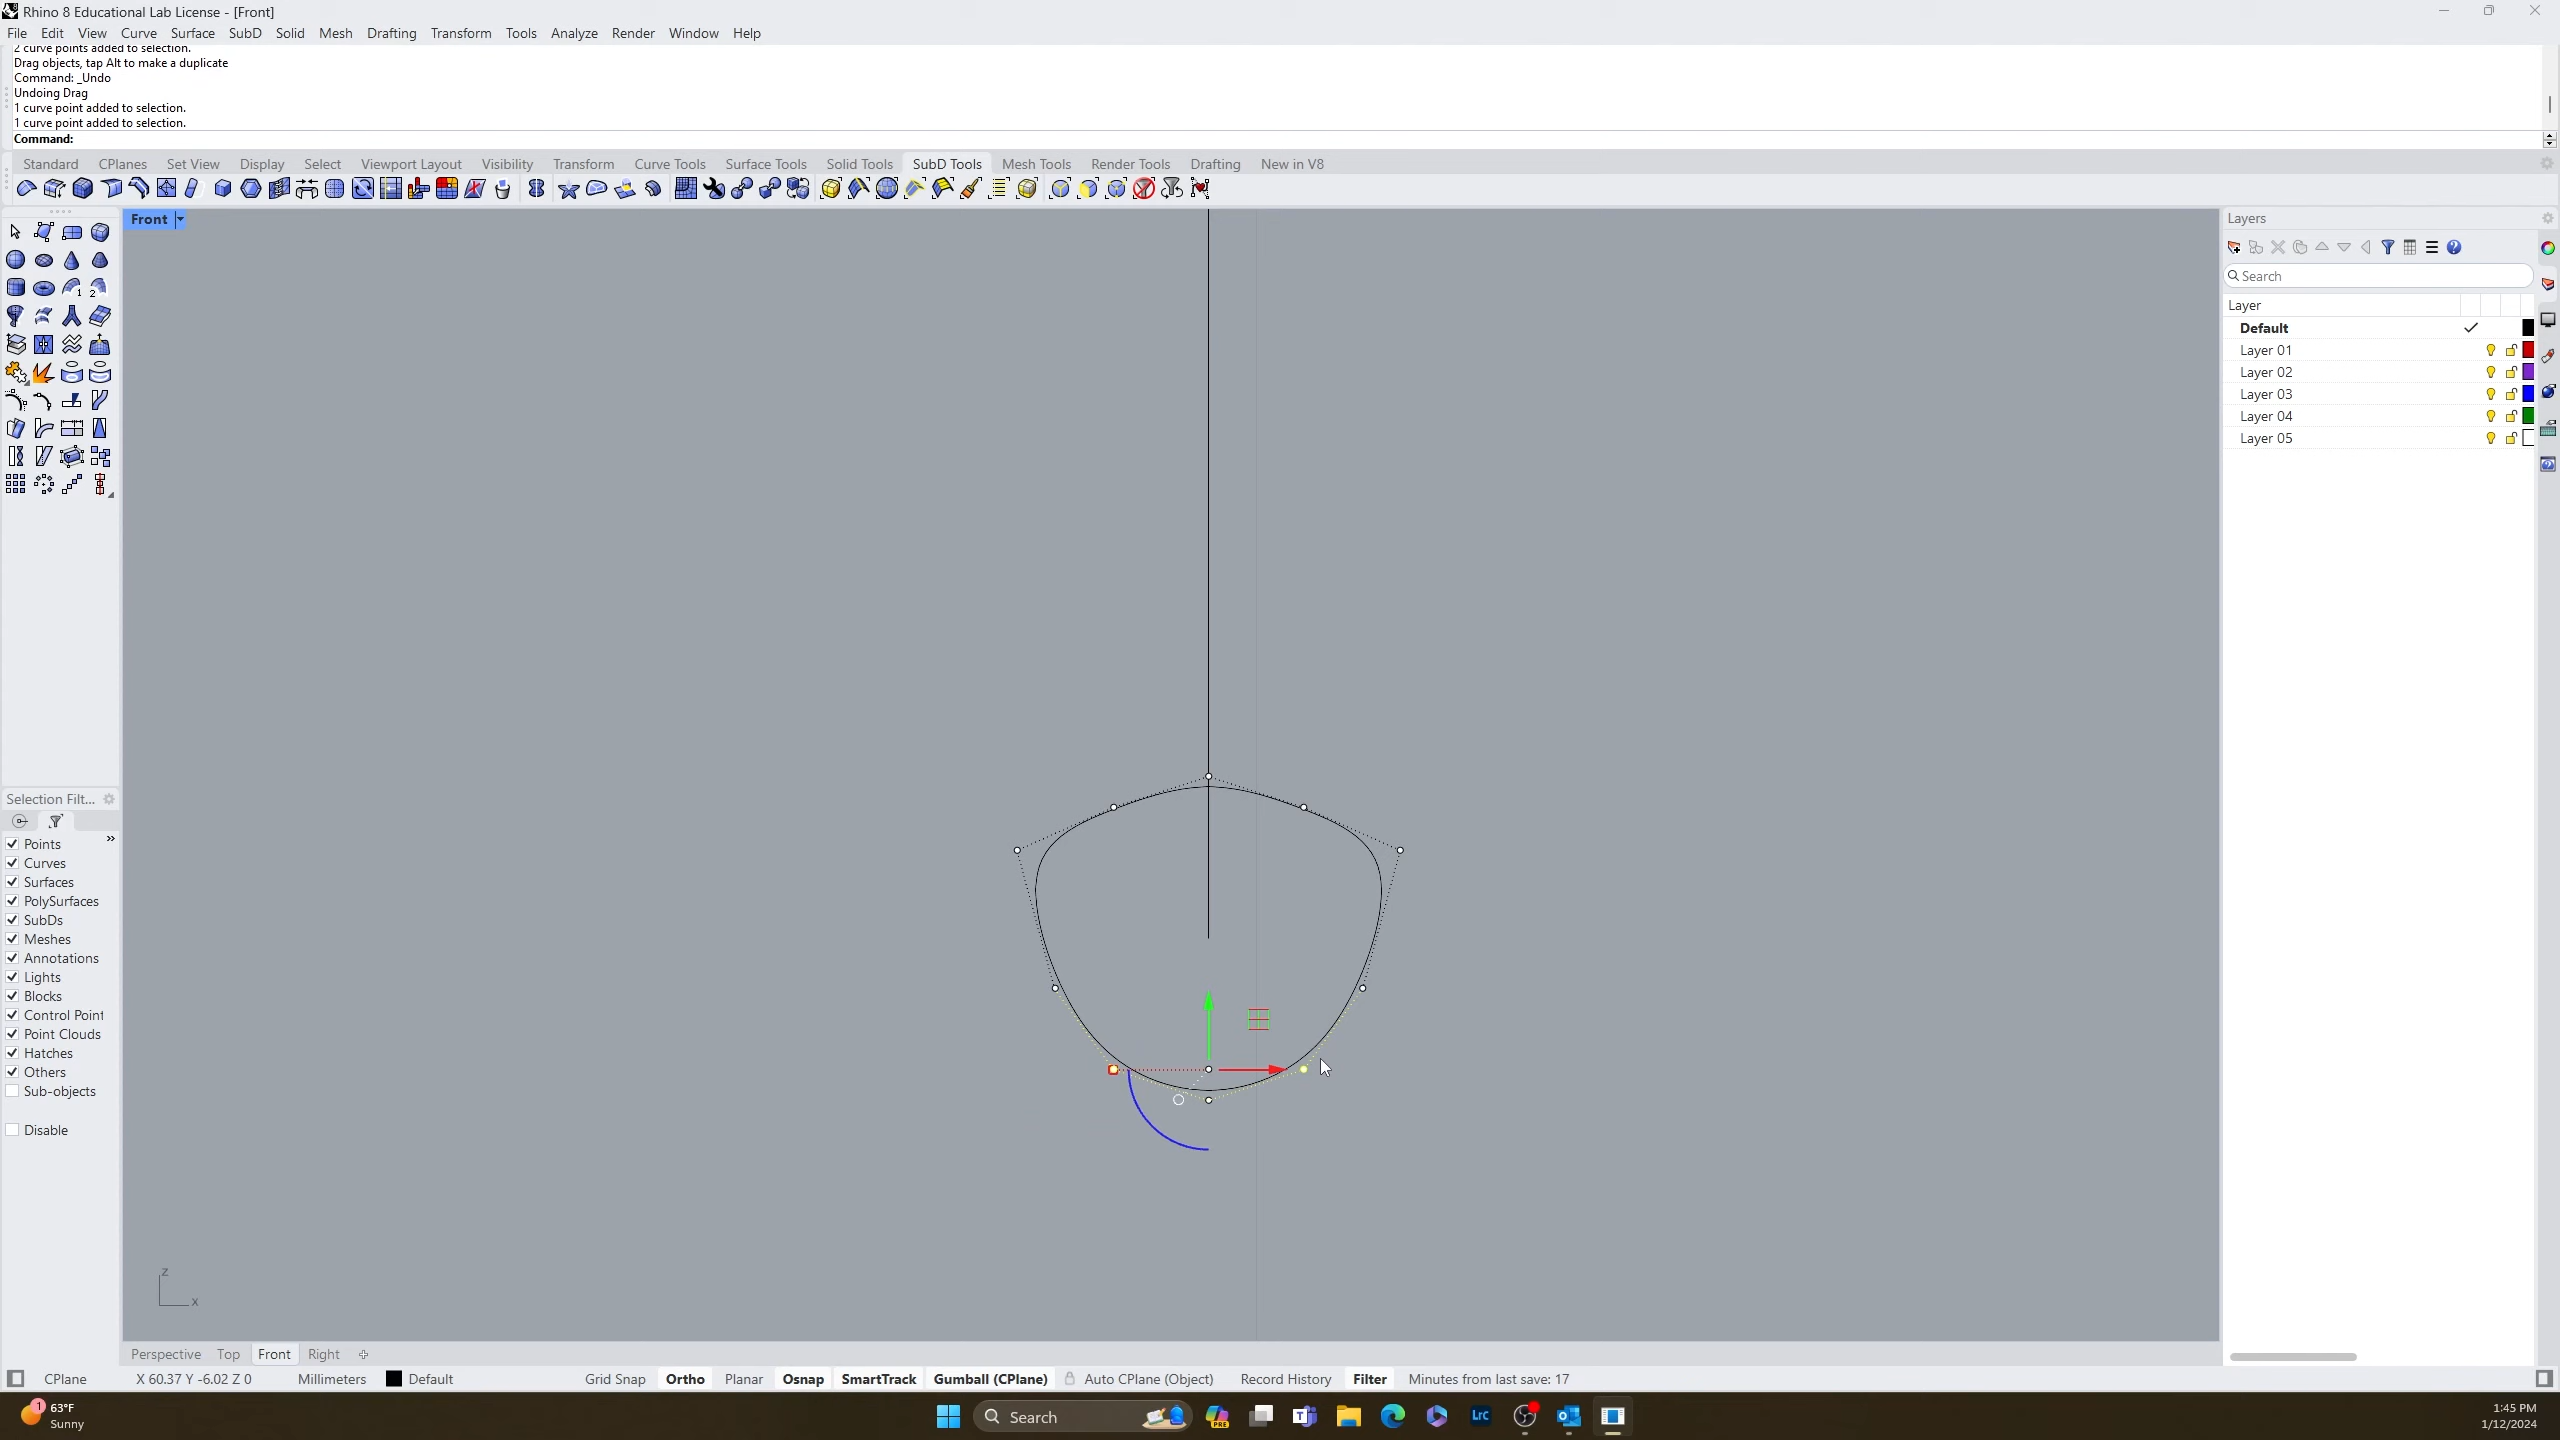 Rhino 8 Educational Lab License - [Front]
File Edit View Curve Surface SubD Solid Mesh Drafting Transform Tools Analyze Render Window Help
2 curve points added to selection.
Drag objects, tap Alt to make a duplicate
Command: _Undo
Undoing Drag
1 curve point added to selection.
1 curve point added to selection.
Command:
Standard CPlanes Set View Display Select Viewport Layout Visibility Transform Curve Tools Surface Tools Solid Tools SubD Tools Mesh Tools Render Tools Drafting New in V8
Front
Layers
Search
Layer
Default
Layer 01
Layer 02
Layer 03
Layer 04
Layer 05
Selection Filt...
Points
Curves
Surfaces
PolySurfaces
SubDs
Meshes
Annotations
Lights
Blocks
Control Point
Point Clouds
Hatches
Others
Sub-objects
Disable
z
x
Perspective Top Front Right
CPlane X 60.37 Y -6.02 Z 0 Millimeters Default Grid Snap Ortho Planar Osnap SmartTrack Gumball (CPlane) Auto CPlane (Object) Record History Filter Minutes from last save: 17
1
63°F
Sunny
Search
PRE
Lrc
1:45 PM
1/12/2024